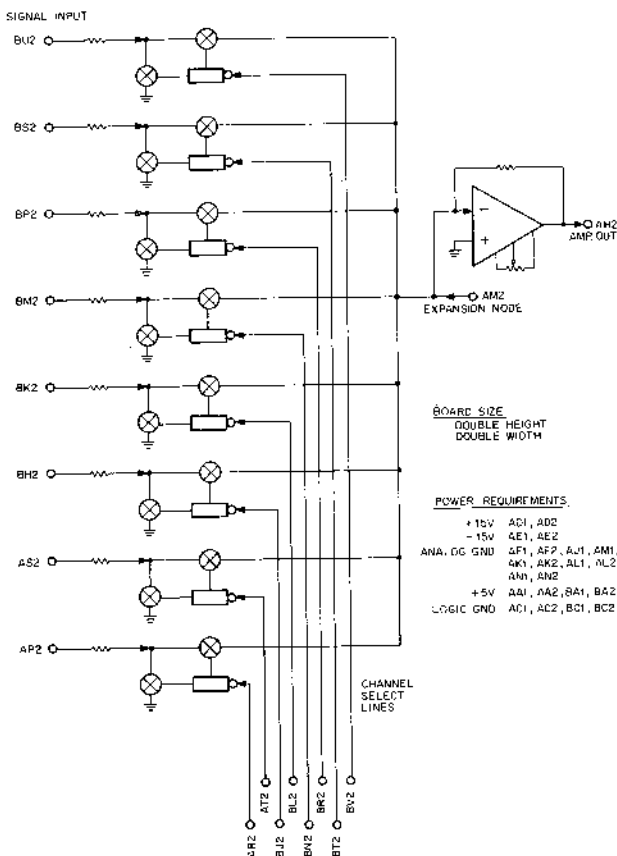 SIGNAL INPUT
BU2
BS2
BP2
BM2
BK2
BH2
AS2
AP2
AH2
AMP. OUT
AM2
EXPANSION NODE
BOARD SIZE
DOUBLE HEIGHT
DOUBLE WIDTH
POWER REQUIREMENTS
+15V AD1, AD2
-15V AE1, AE2
ANALOG GND AF1, AF2, AJ1, AM1,
AK1, AK2, AL1, AL2
AN1, AN2
+5V AA1, AA2, BA1, BA2
LOGIC GND AC1, AC2, BC1, BC2
CHANNEL
SELECT
LINES
AR2
AT2
BJ2
BL2
BN2
BR2
BT2
BV2